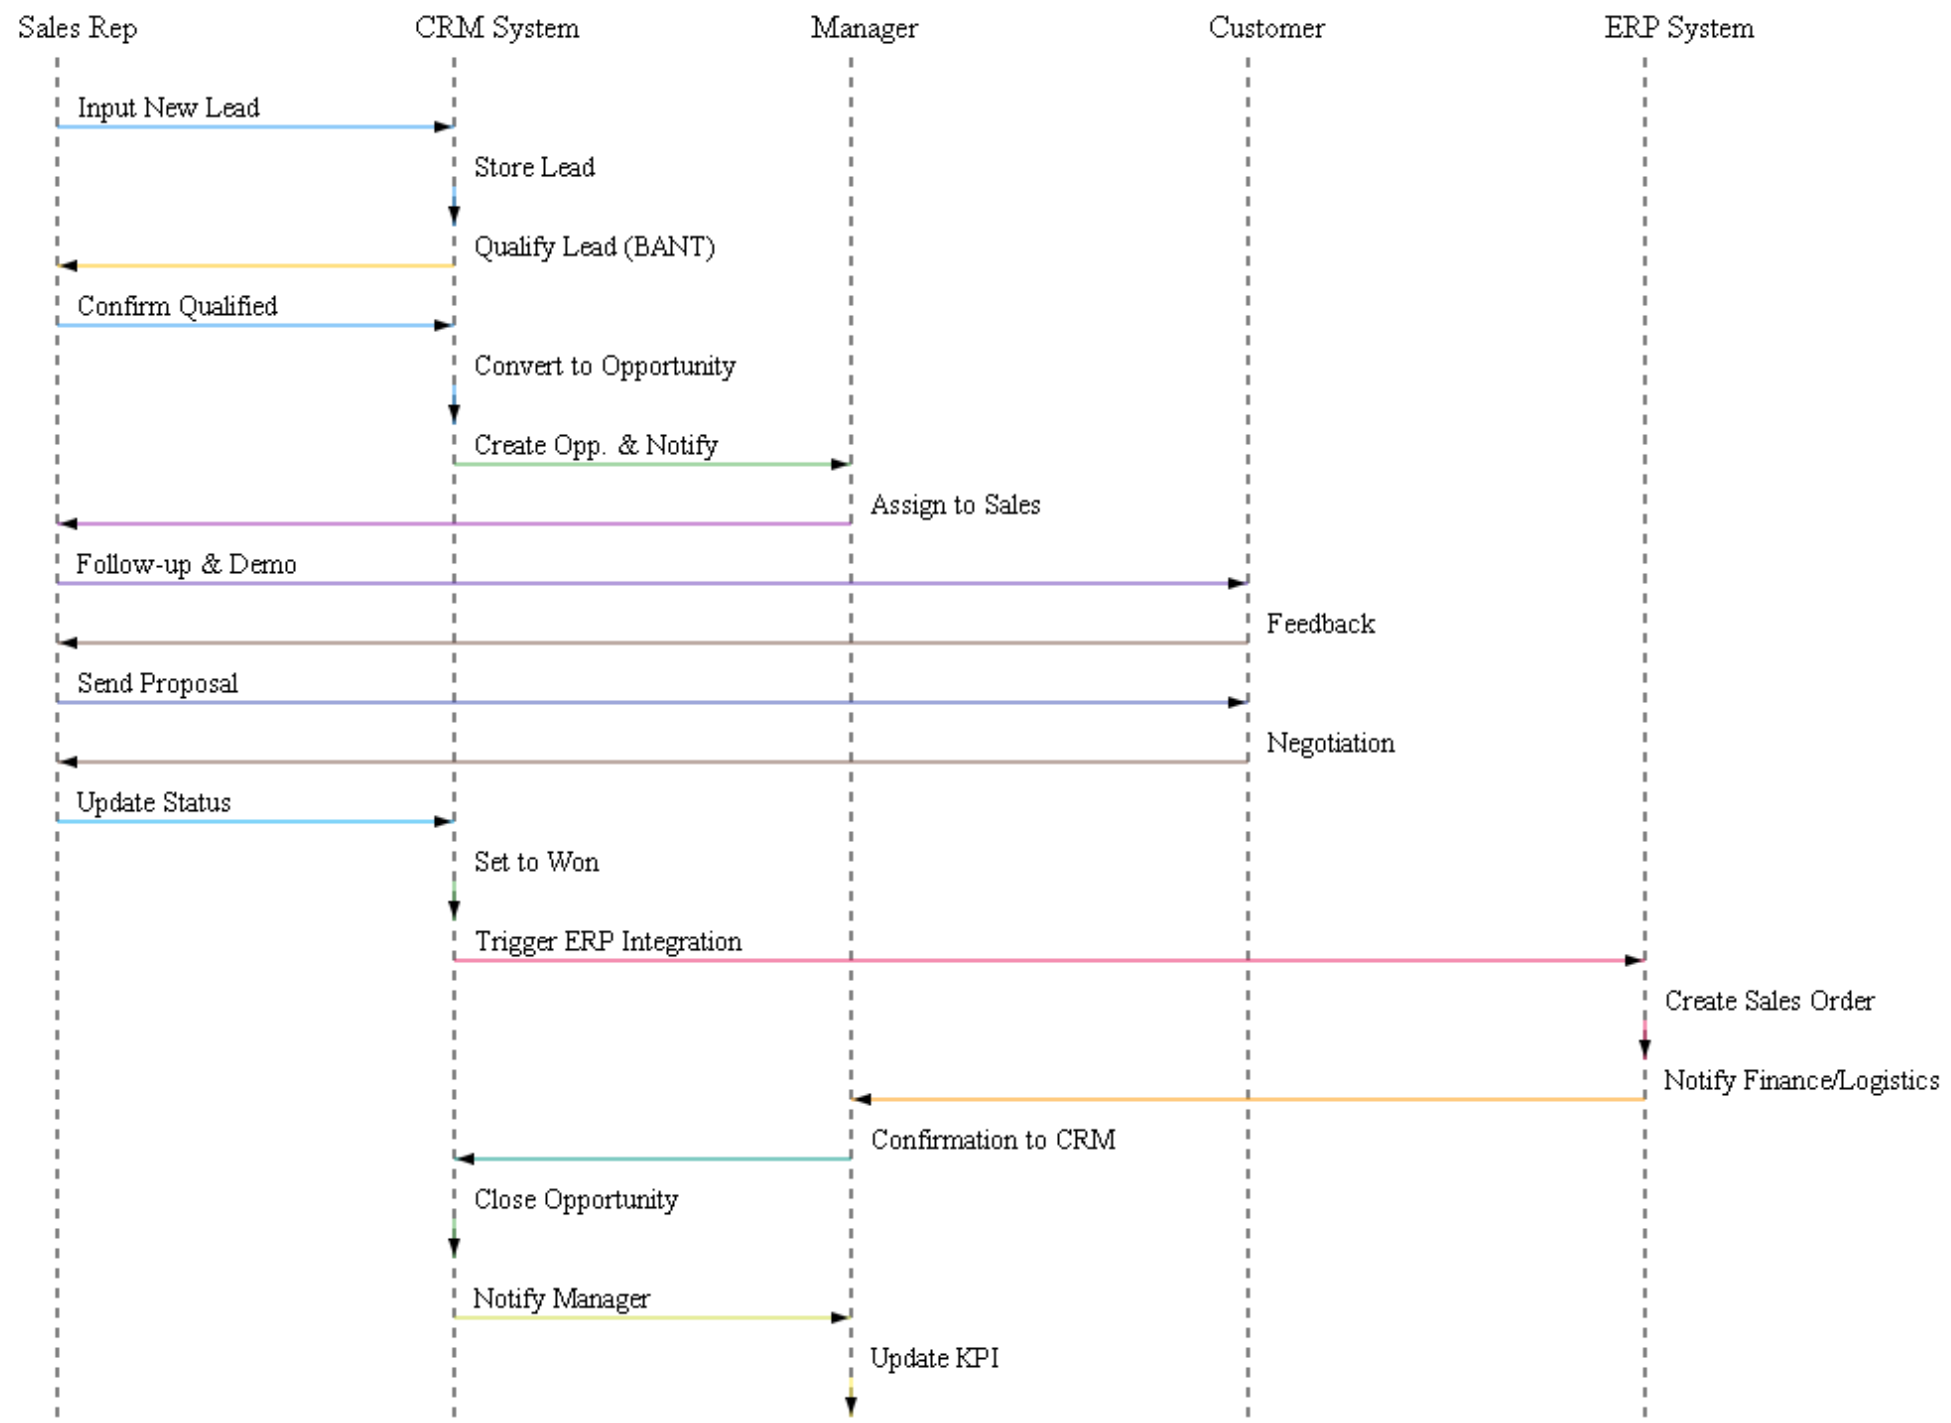 Sales Rep
CRM System
Manager
Customer
ERP System
Input New Lead
Store Lead
Qualify Lead (BANT)
Confirm Qualified
Convert to Opportunity
Create Opp. & Notify
Assign to Sales
Follow-up & Demo
Feedback
Send Proposal
Negotiation
Update Status
Set to Won
Trigger ERP Integration
Create Sales Order
Notify Finance/Logistics
Confirmation to CRM
Close Opportunity
Notify Manager
Update KPI